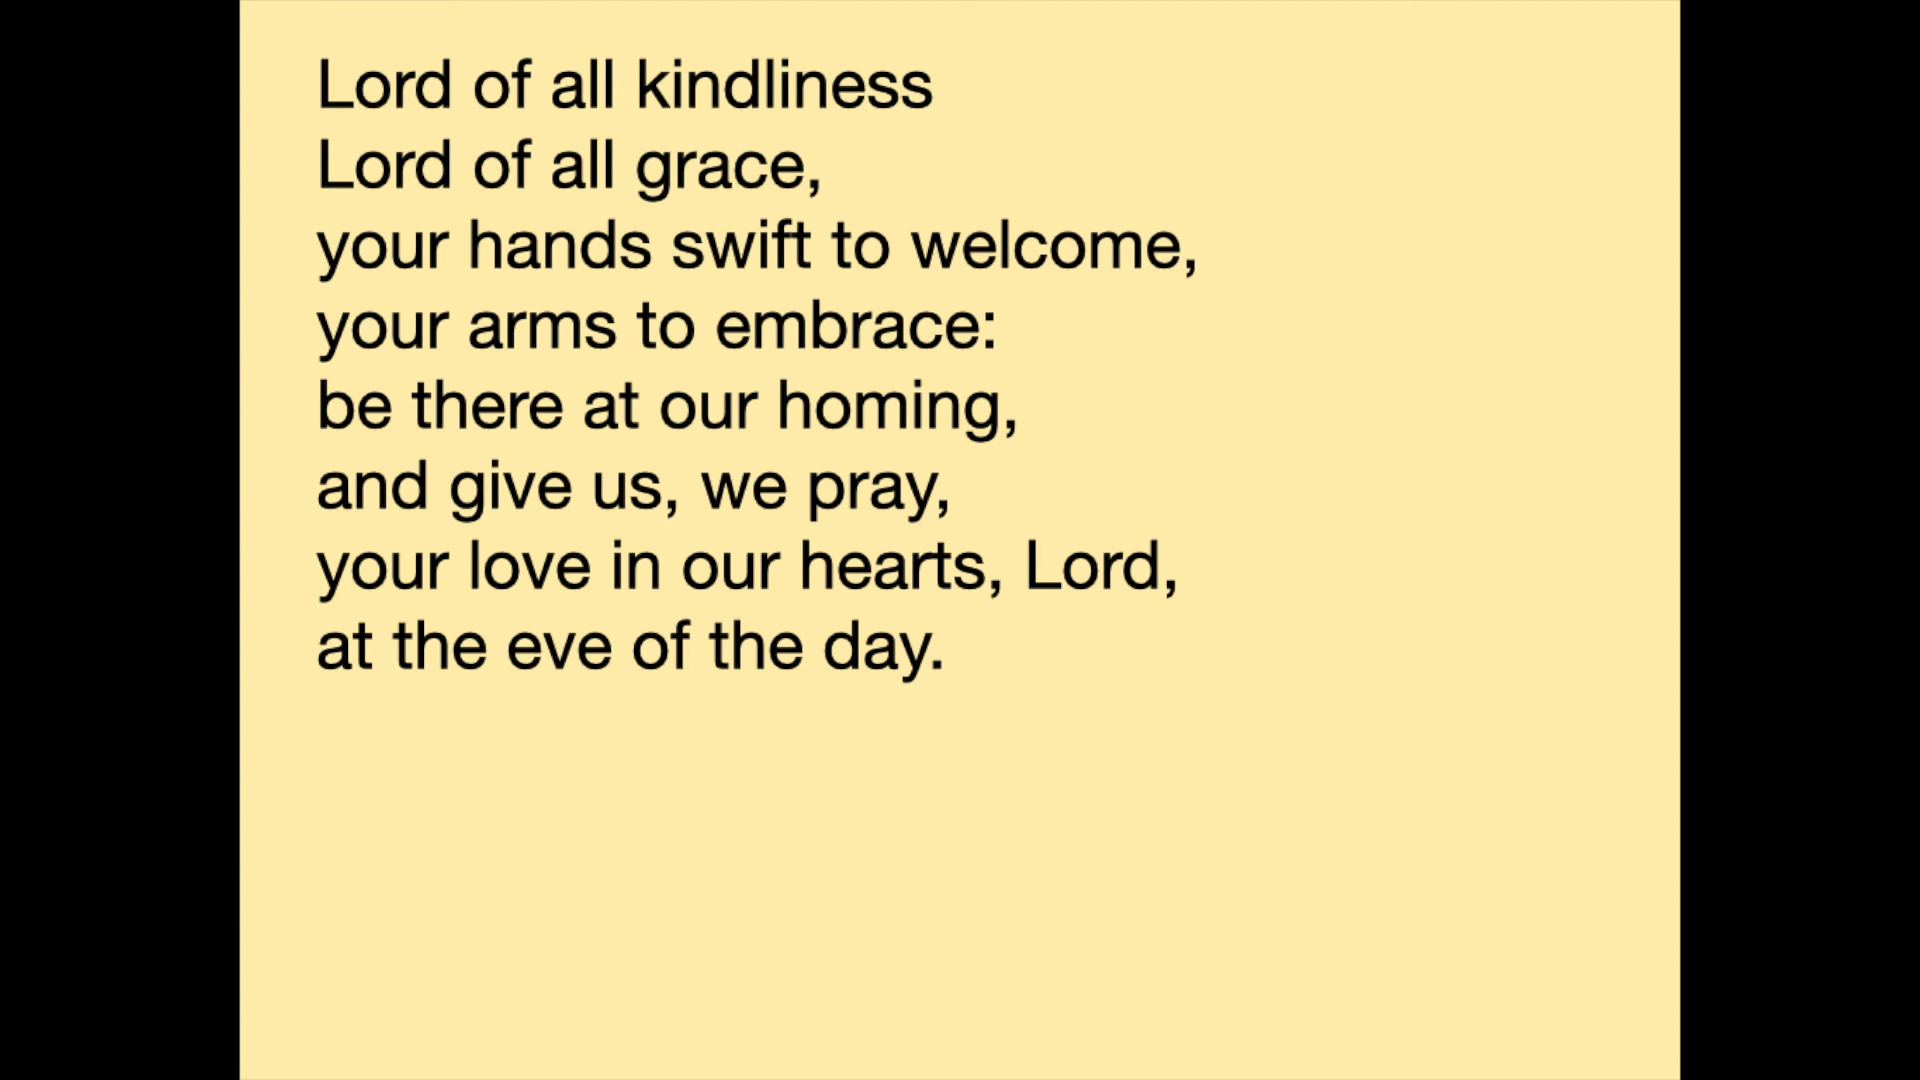 Lord of all kindliness
Lord of all grace,
your hands swift to welcome,
your arms to embrace:
be there at our homing,
and give us, we pray,
your love in our hearts, Lord,
at the eve of the day.